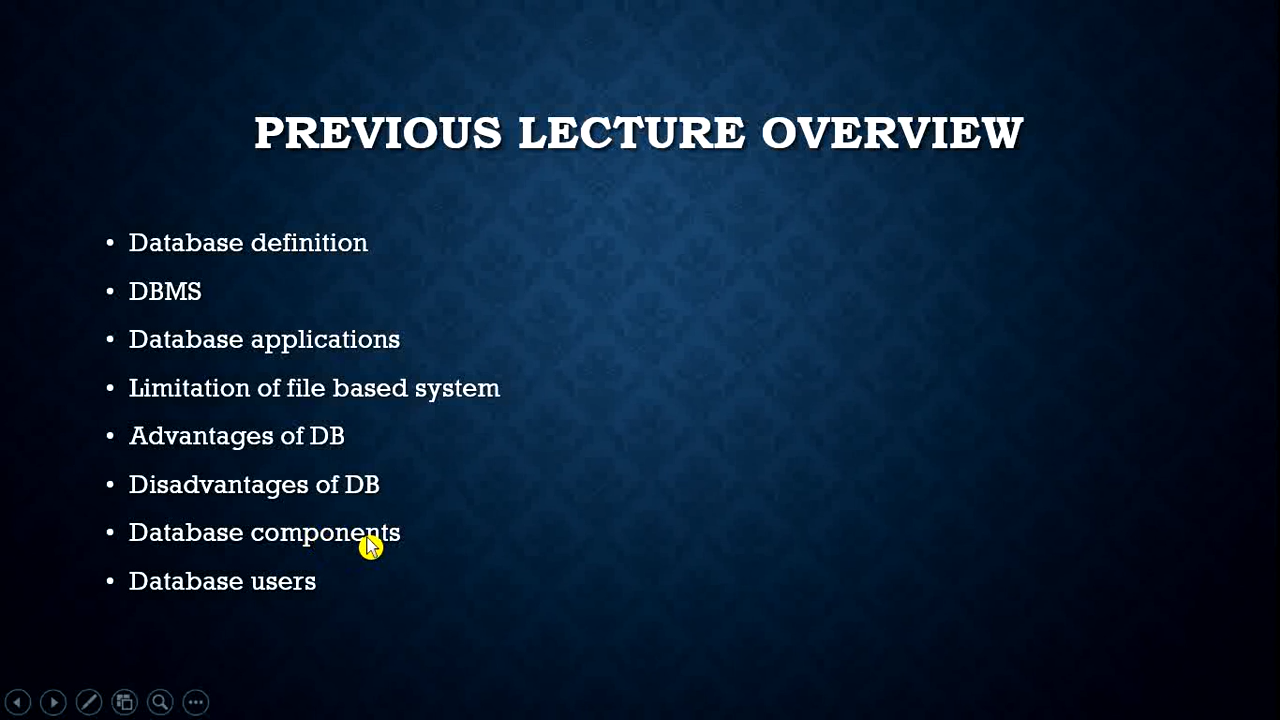 PREVIOUS LECTURE OVERVIEW
• Database definition
• DBMS
• Database applications
• Limitation of file based system
• Advantages of DB
• Disadvantages of DB
• Database components
• Database users